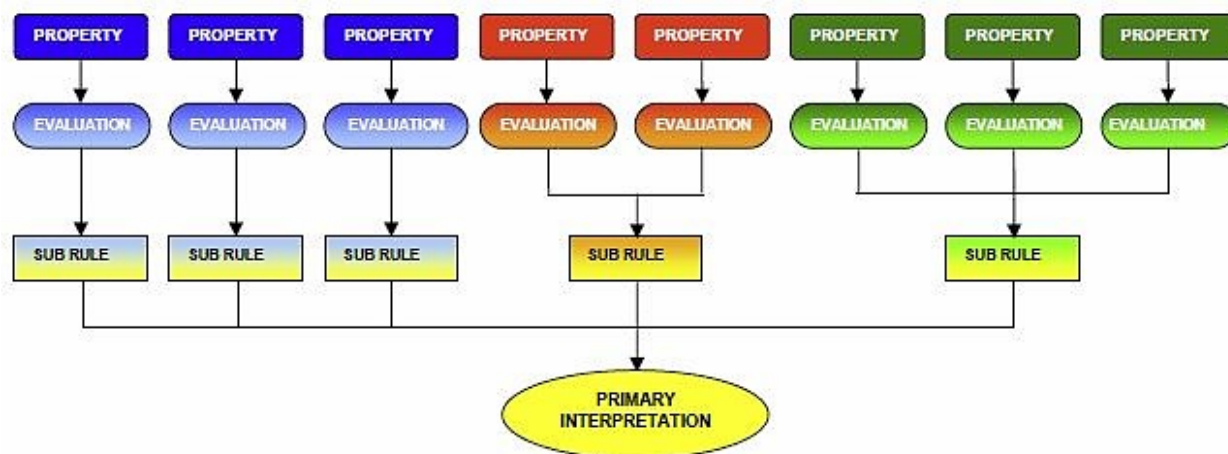 PROPERTY PROPERTY PROPERTY PROPERTY PROPERTY PROPERTY PROPERTY PROPERTY
EVALUATION EVALUATION EVALUATION EVALUATION EVALUATION EVALUATION EVALUATION EVALUATION
SUB RULE SUB RULE SUB RULE SUB RULE SUB RULE
PRIMARY
INTERPRETATION